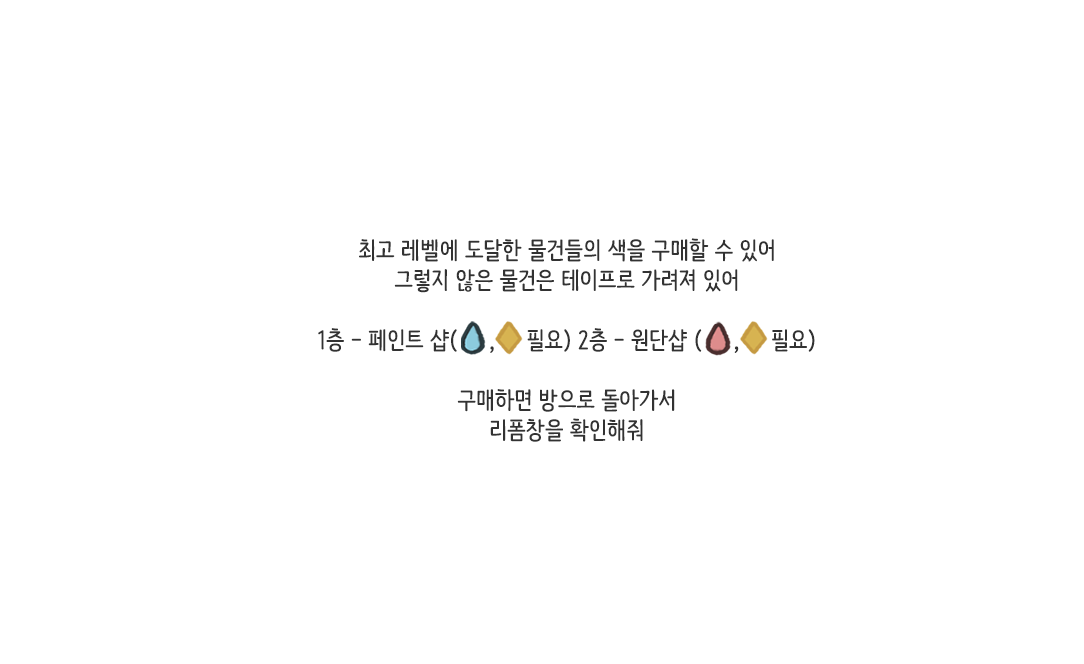 최고 레벨에 도달한 물건들의 색을 구매할 수 있어
그렇지 않은 물건은 테이프로 가려져 있어
1층 - 페인트 샵( , 필요) 2층 - 원단샵 ( , 필요)
구매하면 방으로 돌아가서
리폼창을 확인해줘